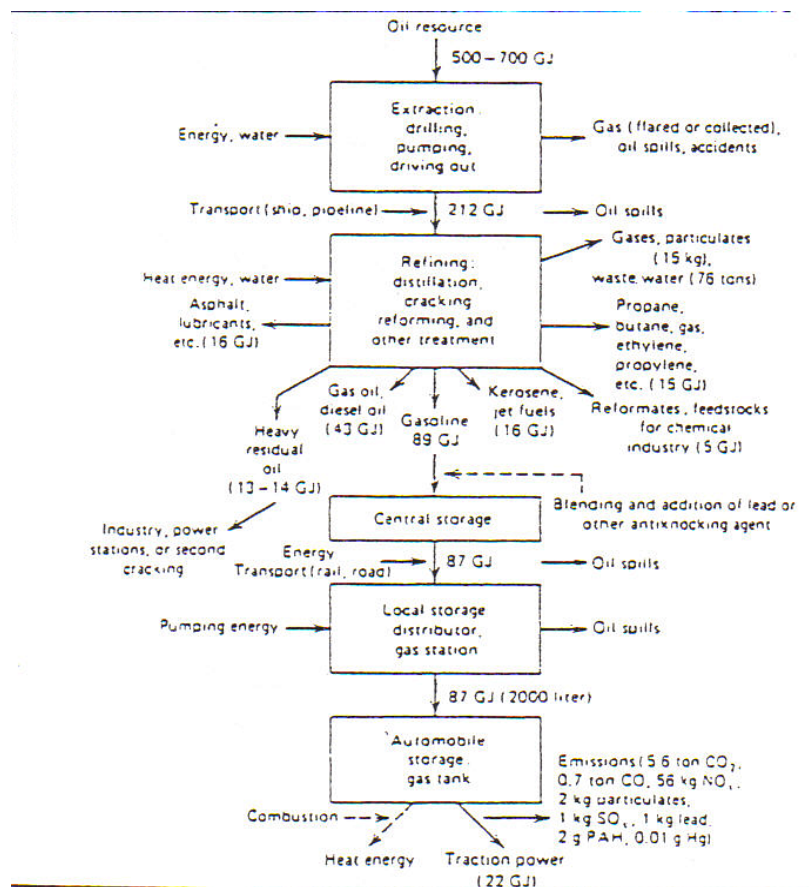 Oil resource
500 – 700 GJ
Extraction:
drilling,
pumping,
driving out
Energy, water
Gas (flared or collected),
oil spills, accidents
Transport (ship, pipeline)
212 GJ
Oil spills
Refining:
distillation,
cracking
reforming, and
other treatment
Heat energy, water
Gases, particulates
(15 kg),
waste water (76 tons)
Asphalt,
lubricants,
etc. (16 GJ)
Propane,
butane, gas,
ethylene,
propylene,
etc. (15 GJ)
Heavy
residual
oil
(13 – 14 GJ)
Gas oil,
diesel oil
(43 GJ)
Gasoline
89 GJ
Kerosene,
jet fuels
(16 GJ)
Reformates, feedstocks
for chemical
industry (5 GJ)
Industry, power
stations, or second
cracking
Central storage
Blending and addition of lead or
other antiknocking agent
Energy
Transport (rail, road)
87 GJ
Oil spills
Pumping energy
Local storage
distributor,
gas station
Oil spills
87 GJ (2000 liter)
Automobile
storage:
gas tank
Combustion
Emissions (5.6 ton CO₂,
0.7 ton CO, 56 kg NOₓ,
2 kg particulates,
1 kg SOₓ, 1 kg lead,
2 g PAH, 0.01 g Hg)
Heat energy
Traction power
(22 GJ)